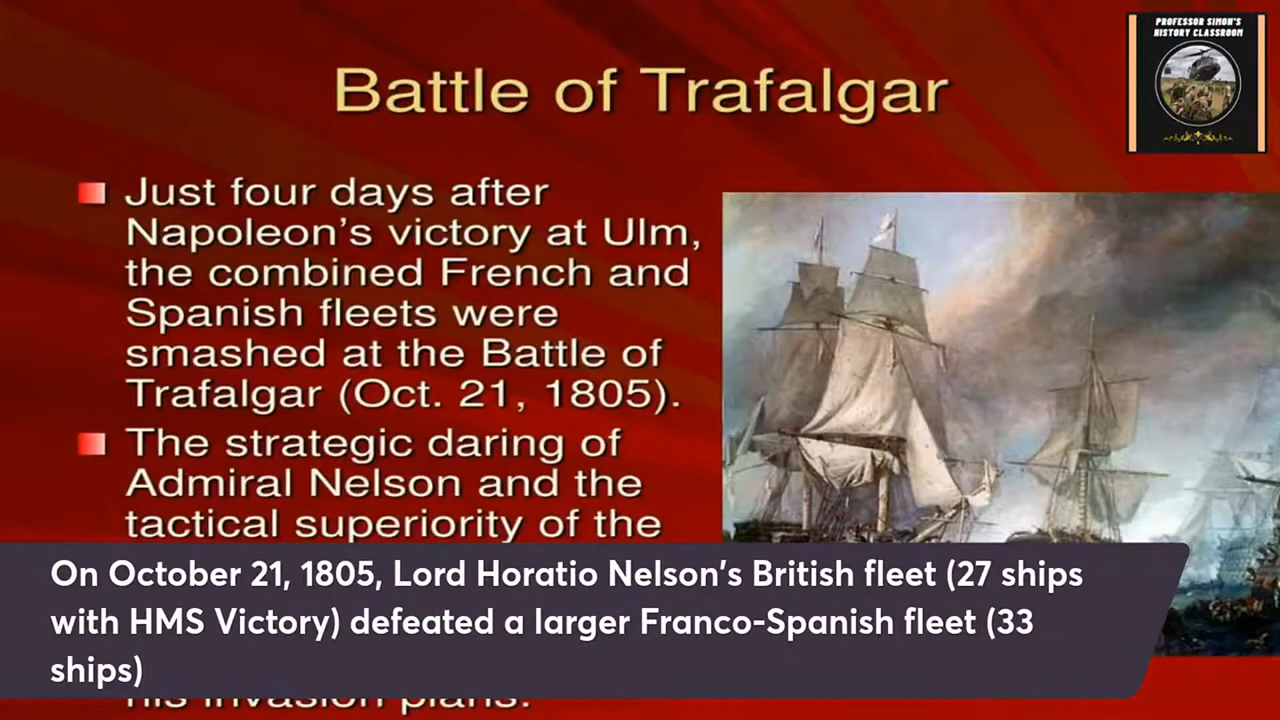 PROFESSOR SIMON'S
HISTORY CLASSROOM
Battle of Trafalgar
Just four days after
Napoleon's victory at Ulm,
the combined French and
Spanish fleets were
smashed at the Battle of
Trafalgar (Oct. 21, 1805).
The strategic daring of
Admiral Nelson and the
tactical superiority of the
On October 21, 1805, Lord Horatio Nelson's British fleet (27 ships
with HMS Victory) defeated a larger Franco-Spanish fleet (33
ships)
his invasion plans.